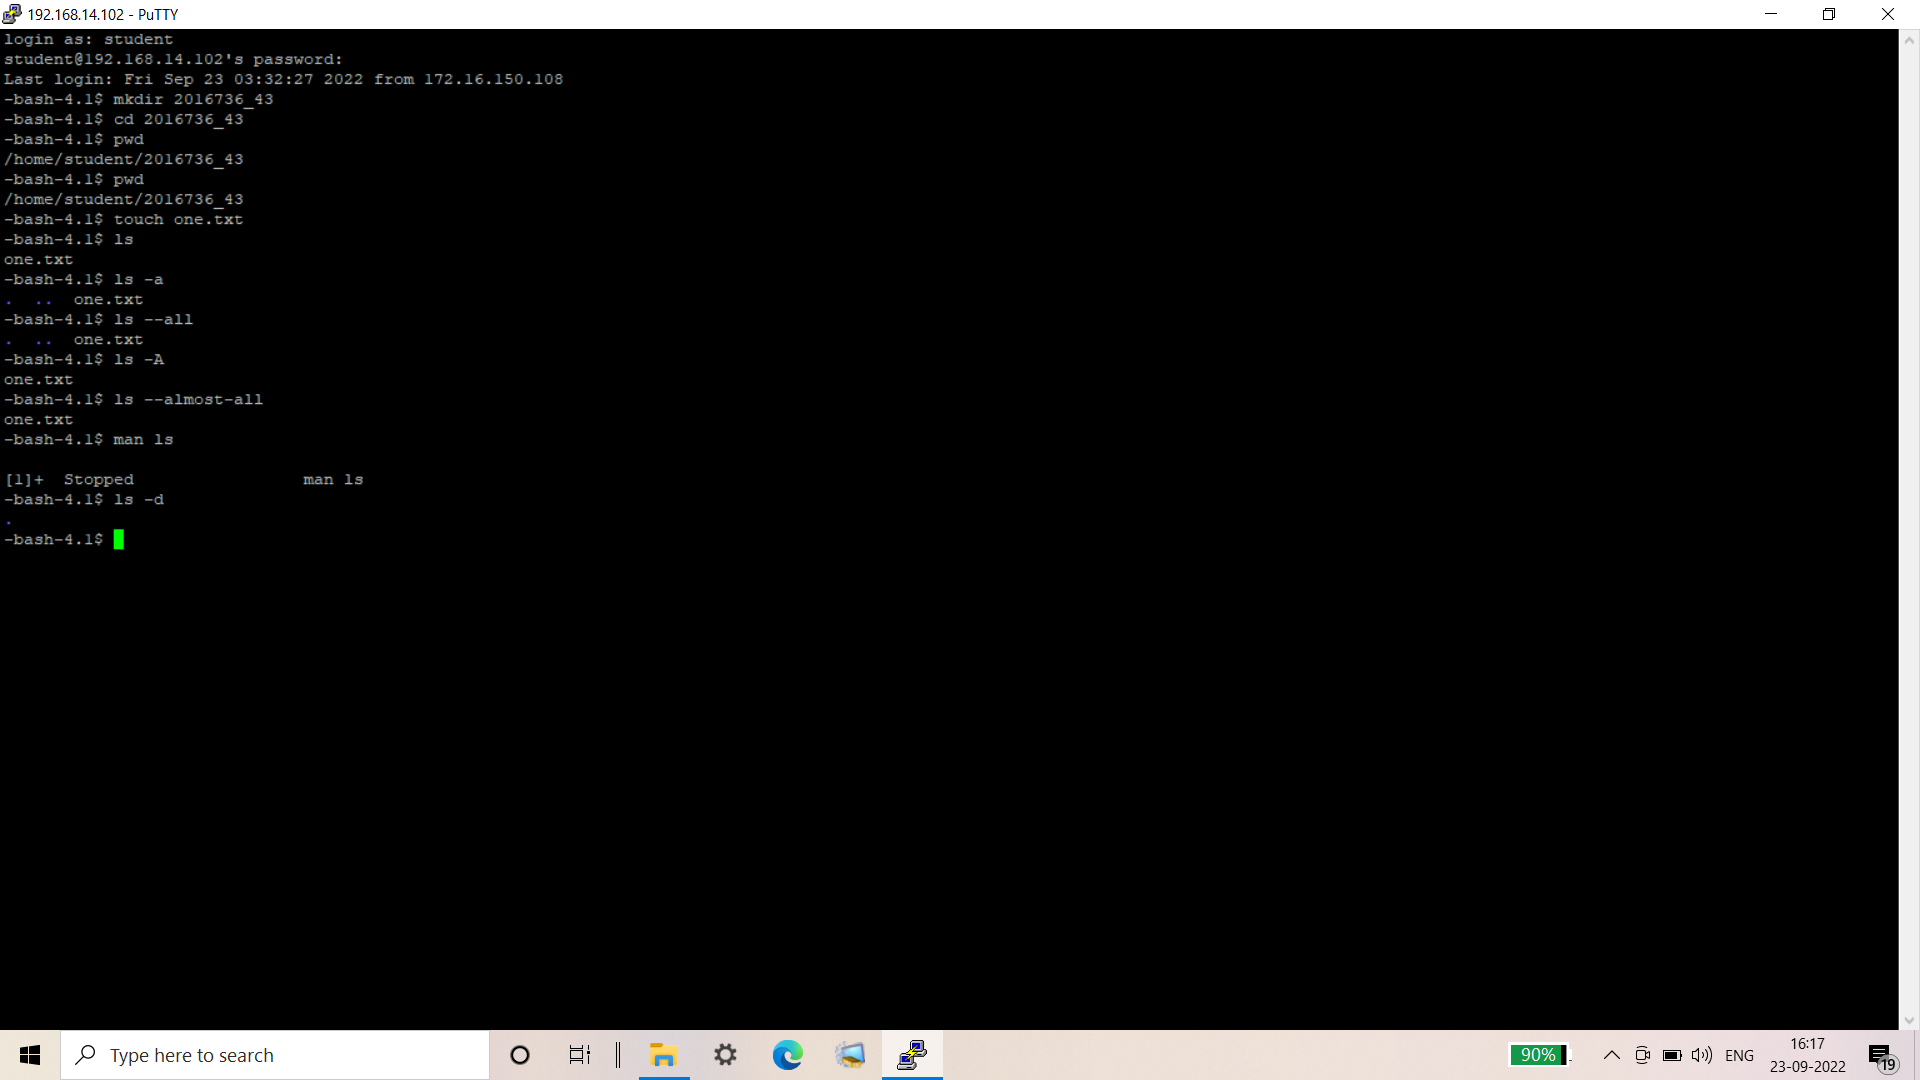 192.168.14.102 - PuTTY
login as: student
student@192.168.14.102's password:
Last login: Fri Sep 23 03:32:27 2022 from 172.16.150.108
-bash-4.1$ mkdir 2016736_43
-bash-4.1$ cd 2016736_43
-bash-4.1$ pwd
/home/student/2016736_43
-bash-4.1$ pwd
/home/student/2016736_43
-bash-4.1$ touch one.txt
-bash-4.1$ ls
one.txt
-bash-4.1$ ls -a
.  ..  one.txt
-bash-4.1$ ls --all
.  ..  one.txt
-bash-4.1$ ls -A
one.txt
-bash-4.1$ ls --almost-all
one.txt
-bash-4.1$ man ls
[1]+  Stopped                 man ls
-bash-4.1$ ls -d
.
-bash-4.1$
Type here to search
90%
ENG
16:17
23-09-2022
19